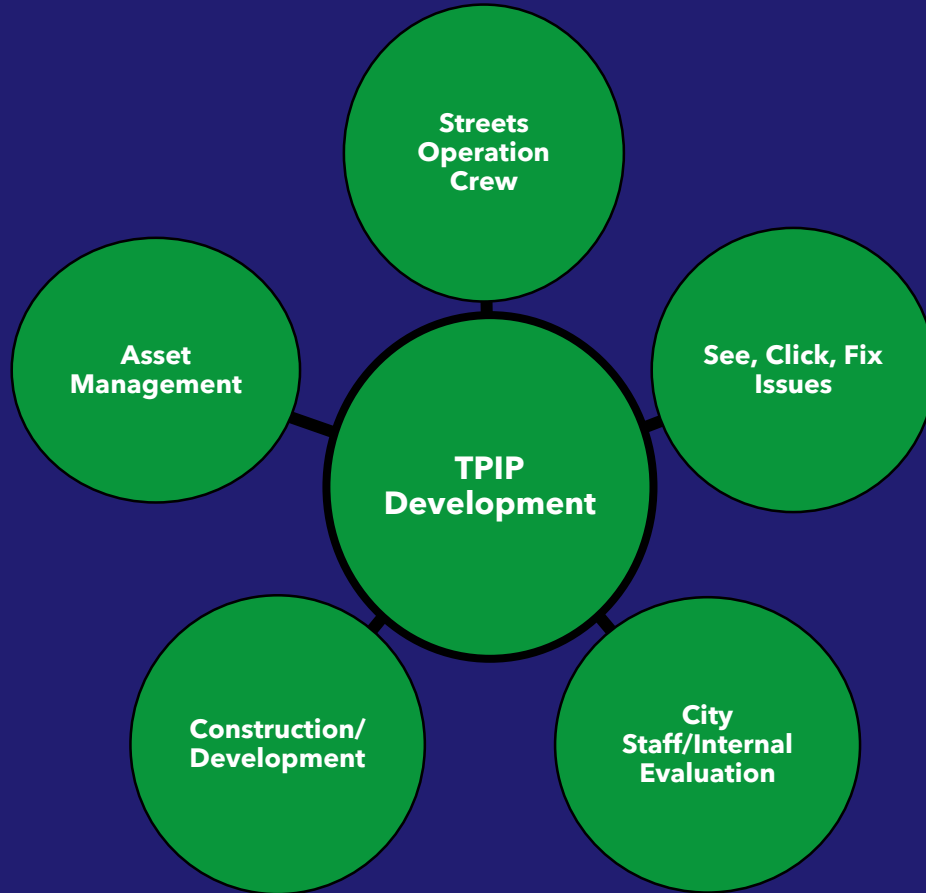 Streets
Operation
Crew
Asset
Management
See, Click, Fix
Issues
TPIP
Development
Construction/
Development
City
Staff/Internal
Evaluation